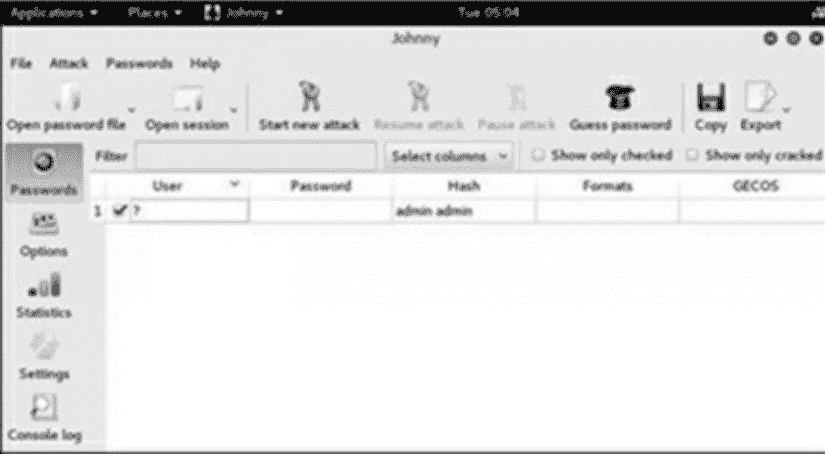 Applications Places Johnny Tue 05:04
Johnny
File Attack Passwords Help
Open password file Open session Start new attack Resume attack Pause attack Guess password Copy Export
Filter Select columns Show only checked Show only cracked
Passwords
User Password Hash Formats GECOS
1 ? admin admin
Options
Statistics
Settings
Console log